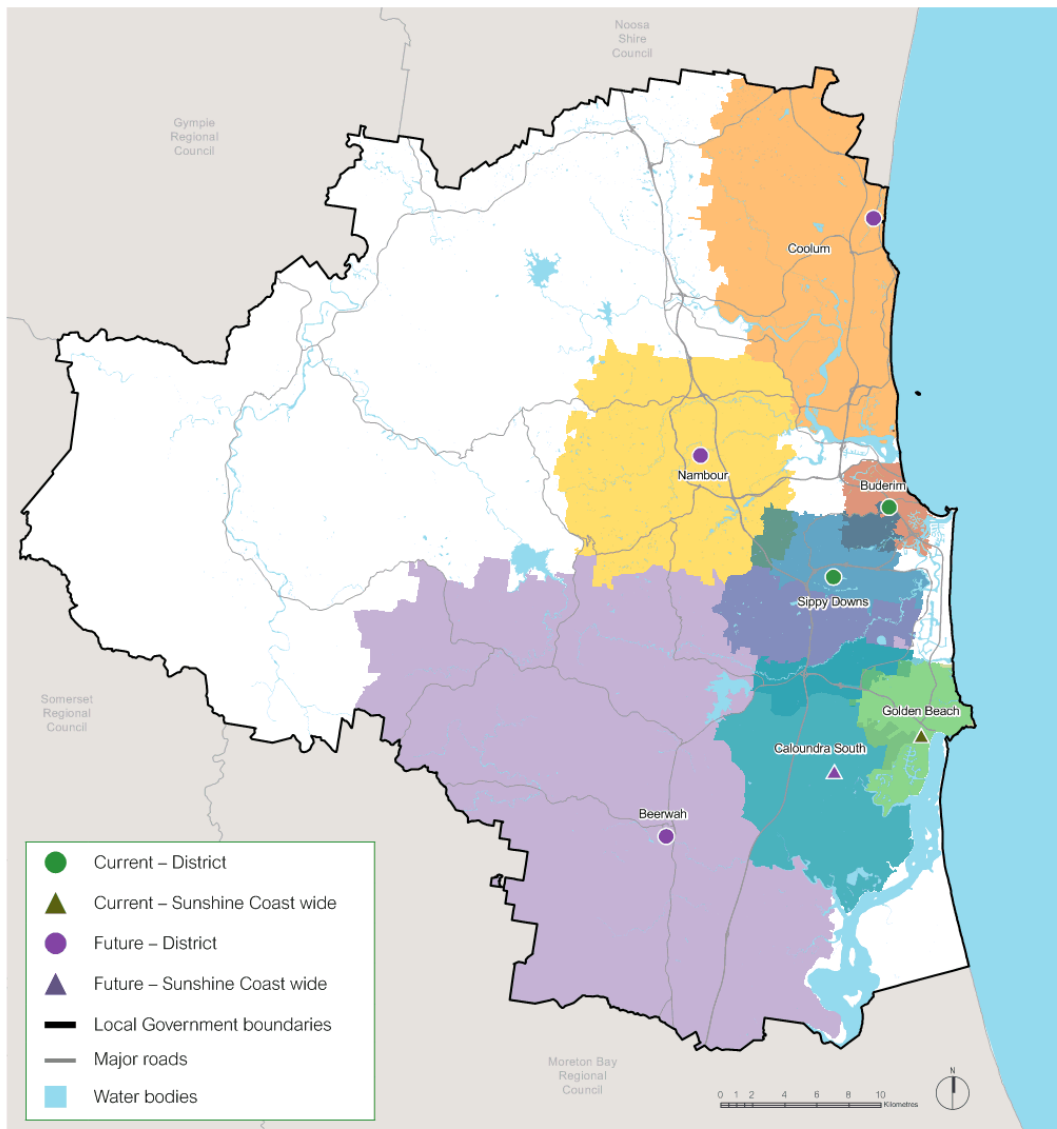 Noosa
Shire
Council
Gympie
Regional
Council
Coolum
Nambour
Buderim
Sippy Downs
Somerset
Regional
Council
Golden Beach
Caloundra South
Beerwah
Current – District
Current – Sunshine Coast wide
Future – District
Future – Sunshine Coast wide
Local Government boundaries
Major roads
Water bodies
Moreton Bay
Regional
Council
N
0 1 2 4 6 8 10
Kilometres